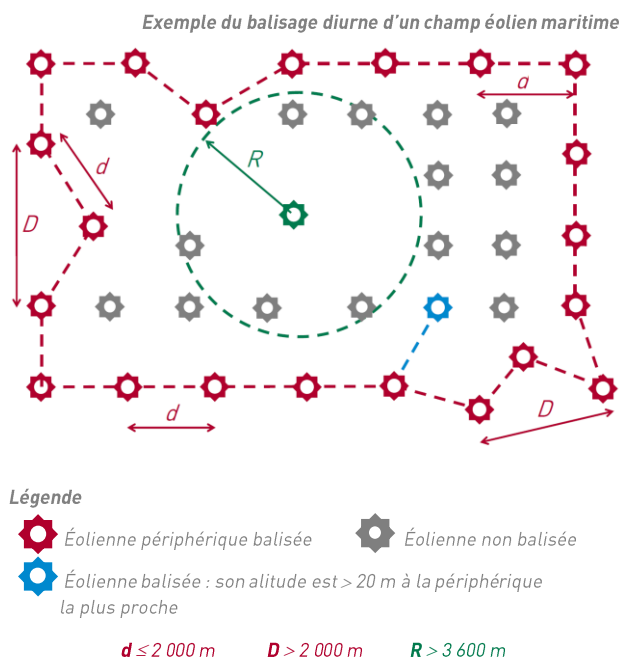 Exemple du balisage diurne d'un champ éolien maritime
a
R
d
D
d
D
Légende
Éolienne périphérique balisée
Éolienne non balisée
Éolienne balisée : son altitude est > 20 m à la périphérique
la plus proche
d ≤ 2 000 m D > 2 000 m R > 3 600 m